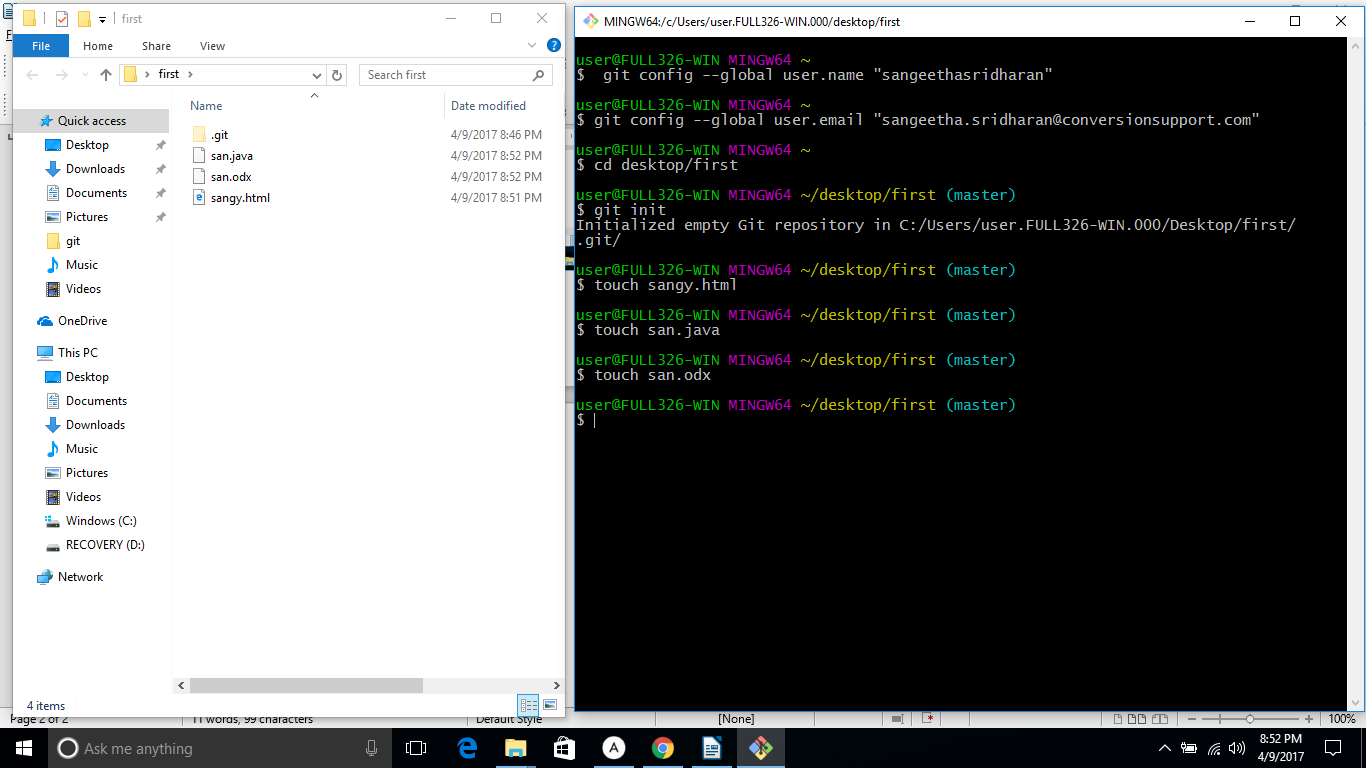 first
File Home Share View
first Search first
Name Date modified
.git 4/9/2017 8:46 PM
san.java 4/9/2017 8:52 PM
san.odx 4/9/2017 8:52 PM
sangy.html 4/9/2017 8:51 PM
Quick access
Desktop
Downloads
Documents
Pictures
git
Music
Videos
OneDrive
This PC
Desktop
Documents
Downloads
Music
Pictures
Videos
Windows (C:)
RECOVERY (D:)
Network
4 items
MINGW64:/c/Users/user.FULL326-WIN.000/desktop/first
user@FULL326-WIN MINGW64 ~
$  git config --global user.name "sangeethasridharan"
user@FULL326-WIN MINGW64 ~
$ git config --global user.email "sangeetha.sridharan@conversionsupport.com"
user@FULL326-WIN MINGW64 ~
$ cd desktop/first
user@FULL326-WIN MINGW64 ~/desktop/first (master)
$ git init
Initialized empty Git repository in C:/Users/user.FULL326-WIN.000/Desktop/first/
.git/
user@FULL326-WIN MINGW64 ~/desktop/first (master)
$ touch sangy.html
user@FULL326-WIN MINGW64 ~/desktop/first (master)
$ touch san.java
user@FULL326-WIN MINGW64 ~/desktop/first (master)
$ touch san.odx
user@FULL326-WIN MINGW64 ~/desktop/first (master)
$
Page 2 of 2 11 words, 99 characters Default Style [None] 100%
Ask me anything
A
8:52 PM
4/9/2017